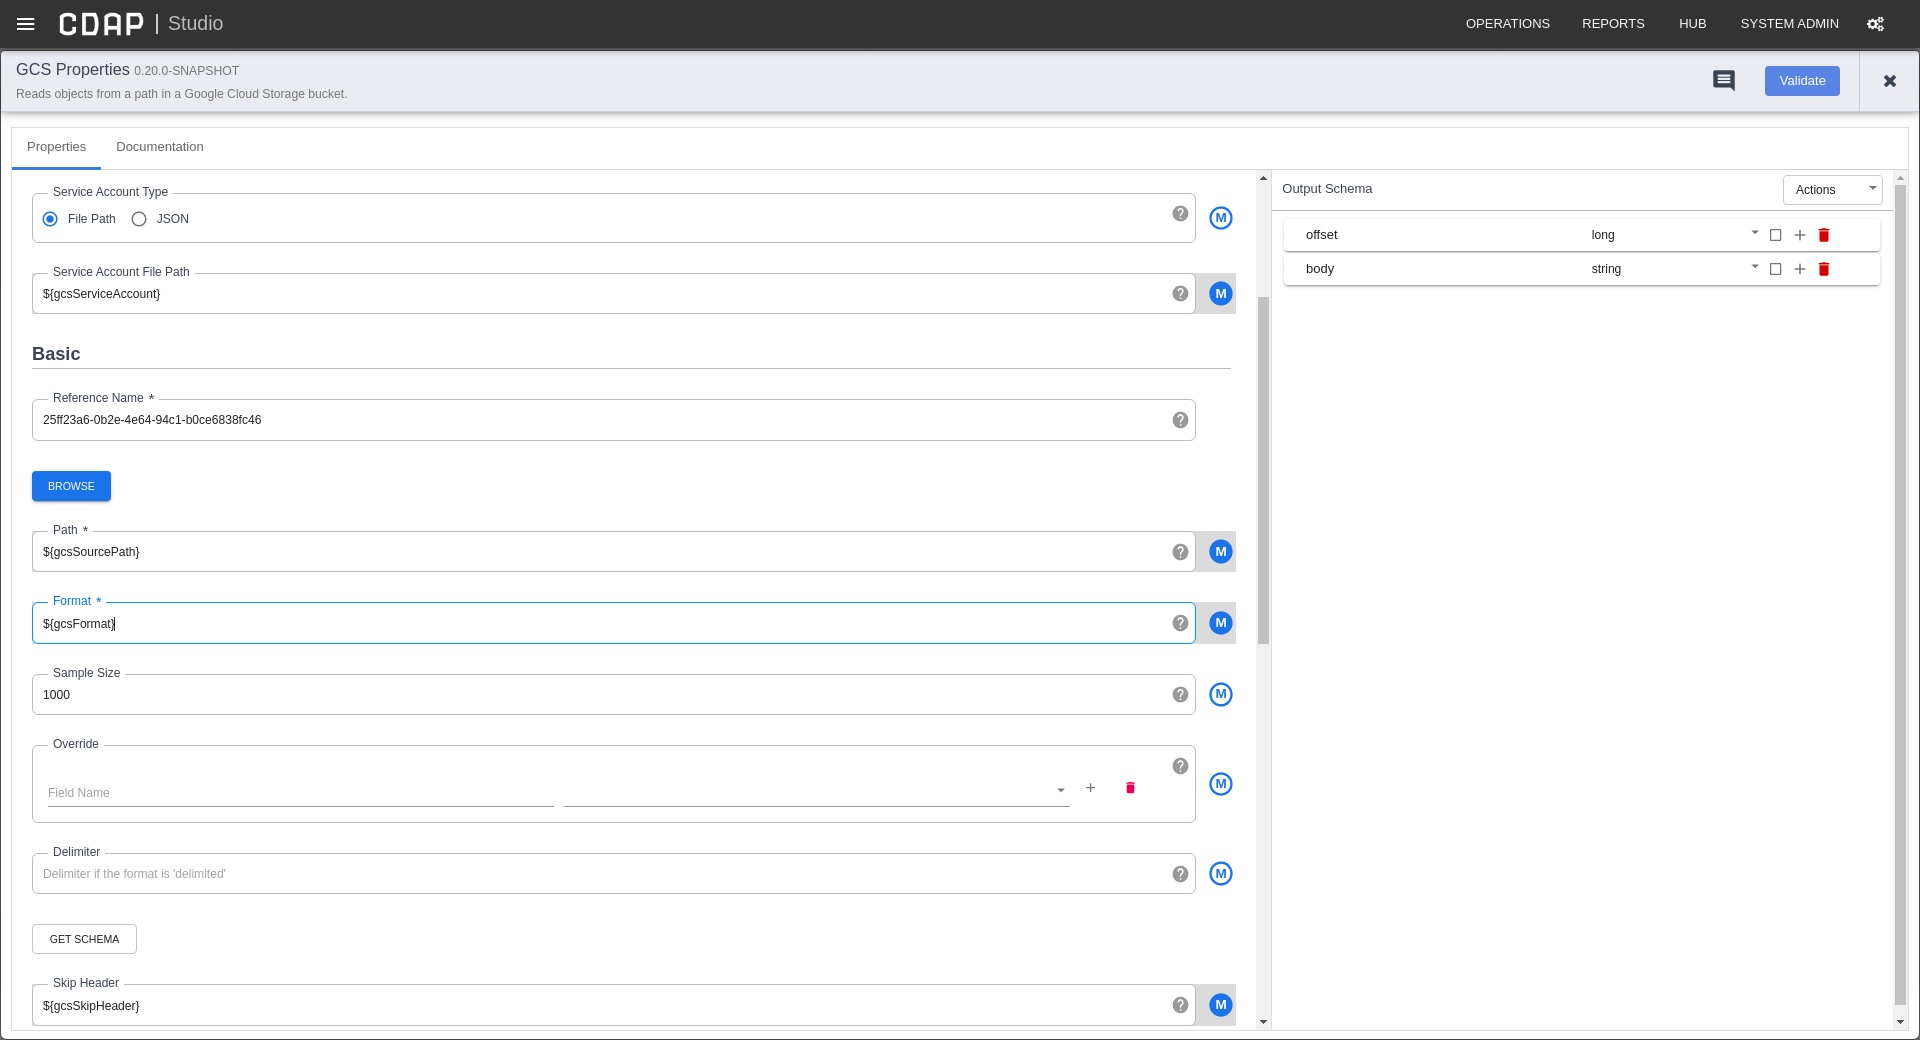 CDAP | Studio
OPERATIONS REPORTS HUB SYSTEM ADMIN
GCS Properties 0.20.0-SNAPSHOT
Reads objects from a path in a Google Cloud Storage bucket.
Validate
Properties Documentation
Service Account Type
File Path JSON
M
Service Account File Path
${gcsServiceAccount}
M
Basic
Reference Name *
25ff23a6-0b2e-4e64-94c1-b0ce6838fc46
BROWSE
Path *
${gcsSourcePath}
M
Format *
${gcsFormat}
M
Sample Size
1000
M
Override
Field Name
M
Delimiter
Delimiter if the format is 'delimited'
M
GET SCHEMA
Skip Header
${gcsSkipHeader}
M
Output Schema
Actions
offset long
body string